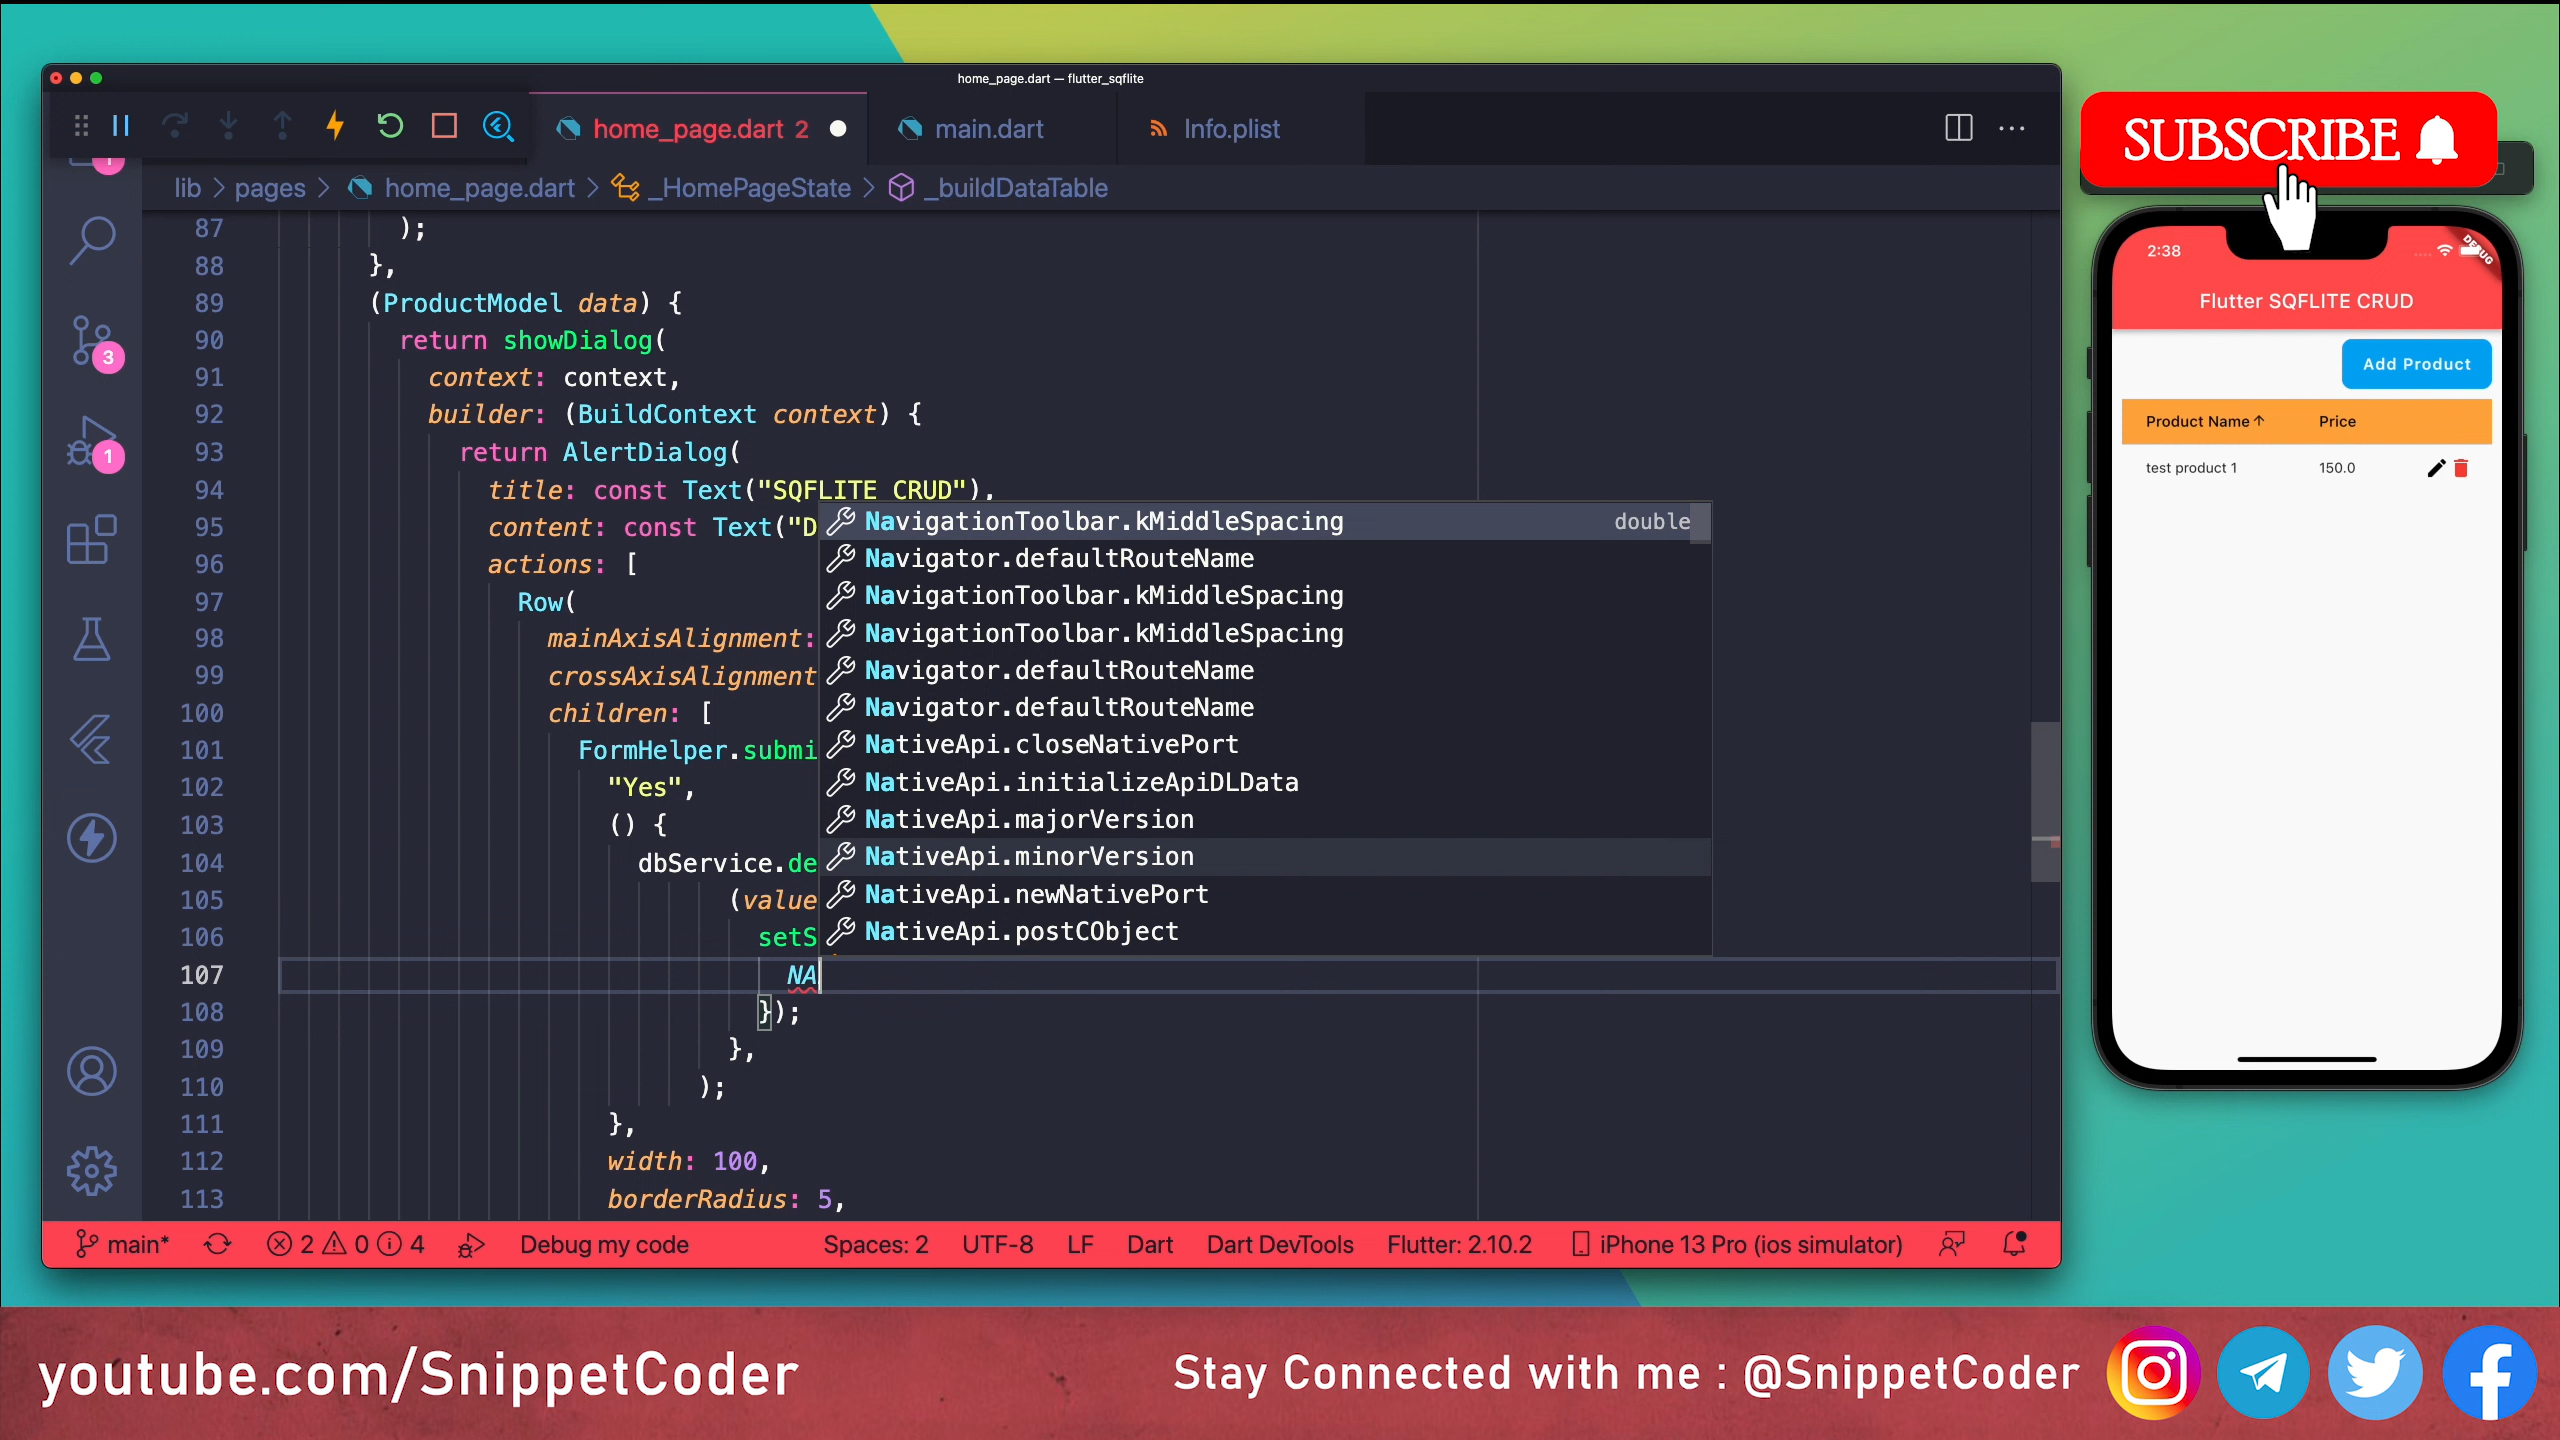 home_page.dart — flutter_sqflite
home_page.dart 2
main.dart
Info.plist
lib > pages > home_page.dart > _HomePageState > _buildDataTable
87 );
88 },
89 (ProductModel data) {
90 return showDialog(
91 context: context,
92 builder: (BuildContext context) {
93 return AlertDialog(
94 title: const Text("SQFLITE CRUD"),
95 content: const Text("D
96 actions: [
97 Row(
98 mainAxisAlignment:
99 crossAxisAlignment
100 children: [
101 FormHelper.submi
102 "Yes",
103 () {
104 dbService.de
105 (value
106 setS
107 NA
108 });
109 },
110 );
111 },
112 width: 100,
113 borderRadius: 5,
NavigationToolbar.kMiddleSpacing double
Navigator.defaultRouteName
NavigationToolbar.kMiddleSpacing
NavigationToolbar.kMiddleSpacing
Navigator.defaultRouteName
Navigator.defaultRouteName
NativeApi.closeNativePort
NativeApi.initializeApiDLData
NativeApi.majorVersion
NativeApi.minorVersion
NativeApi.newNativePort
NativeApi.postCObject
1
3
1
main* 2 0 4 Debug my code Spaces: 2 UTF-8 LF Dart Dart DevTools Flutter: 2.10.2 iPhone 13 Pro (ios simulator)
SUBSCRIBE
2:38
DEBUG
Flutter SQFLITE CRUD
Add Product
Product Name Price
test product 1 150.0
youtube.com/SnippetCoder
Stay Connected with me : @SnippetCoder